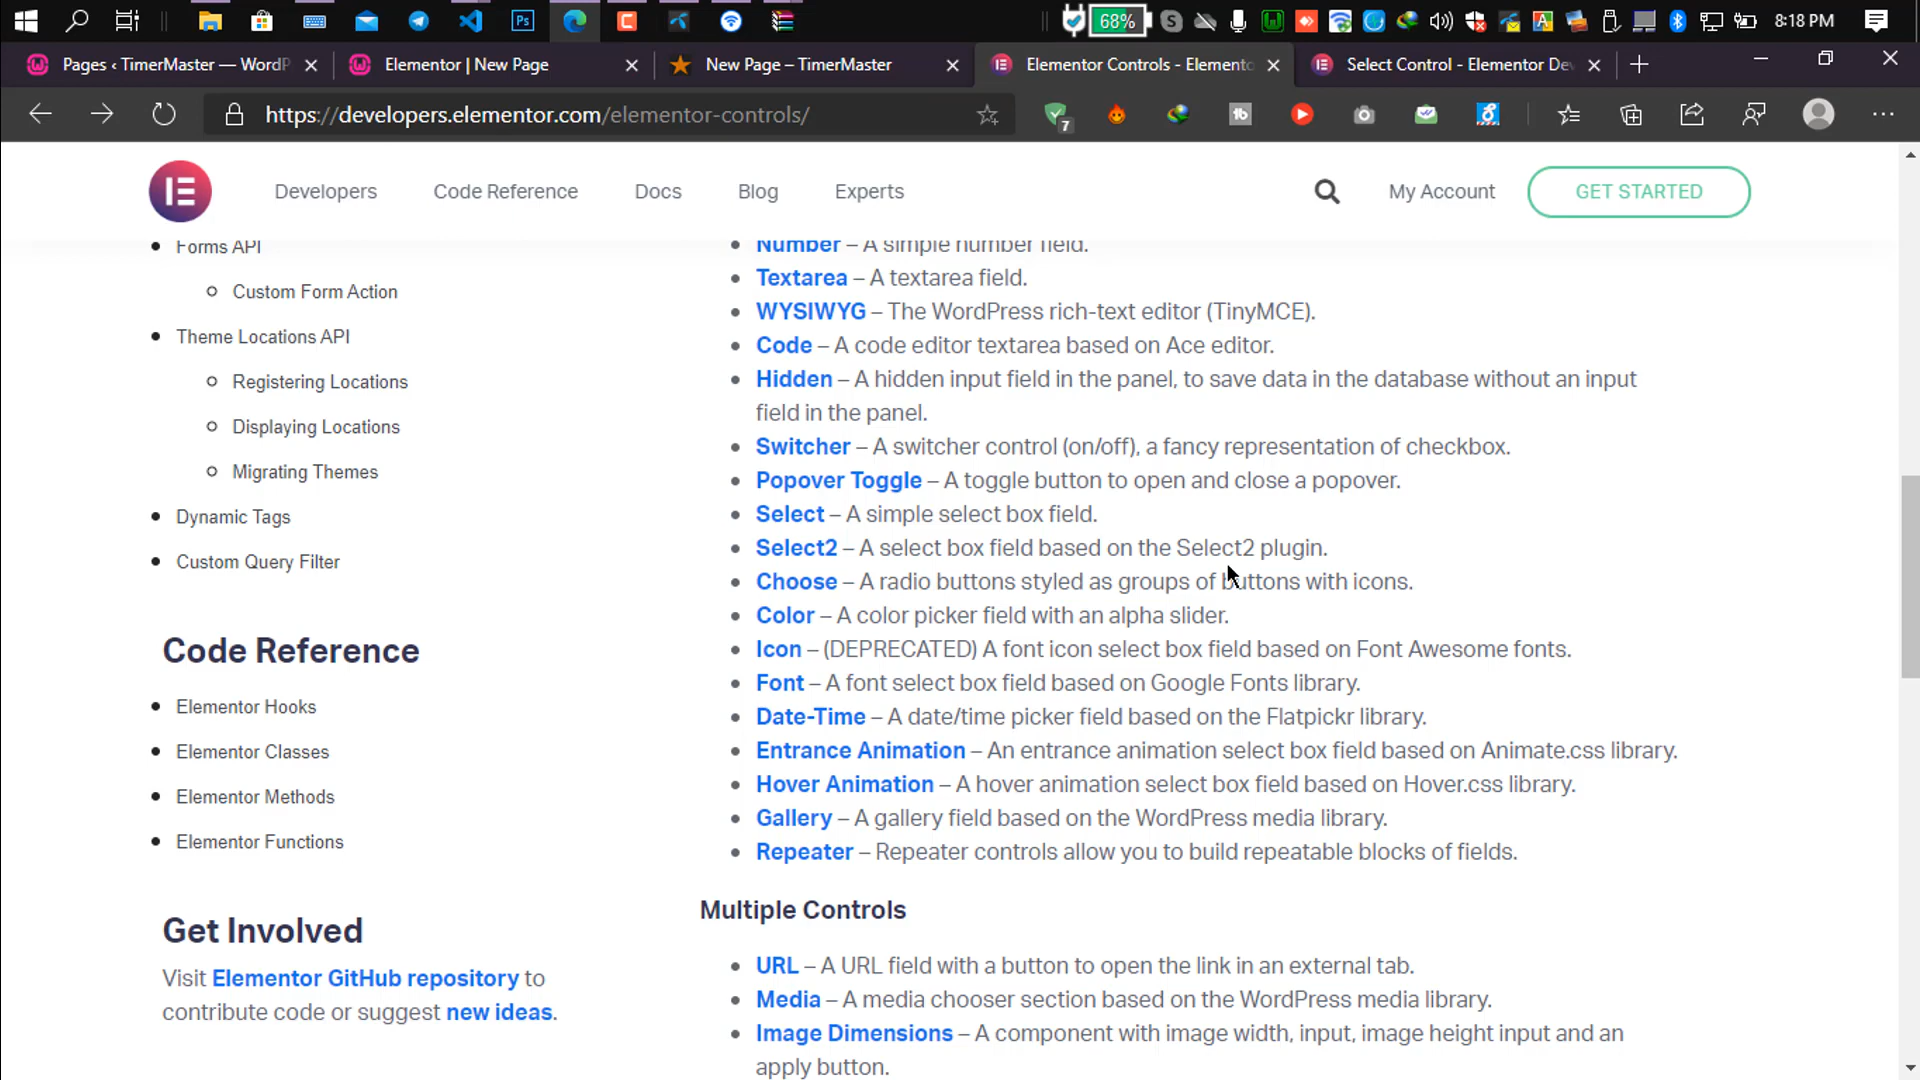 68%
8:18 PM
Pages ‹ TimerMaster — WordP
Elementor | New Page
New Page – TimerMaster
Elementor Controls - Elemento
Select Control - Elementor De
https://developers.elementor.com/elementor-controls/
7
Developers
Code Reference
Docs
Blog
Experts
My Account
GET STARTED
Forms API
Custom Form Action
Theme Locations API
Registering Locations
Displaying Locations
Migrating Themes
Dynamic Tags
Custom Query Filter
Code Reference
Elementor Hooks
Elementor Classes
Elementor Methods
Elementor Functions
Get Involved
Visit Elementor GitHub repository to
contribute code or suggest new ideas.
Number – A simple number field.
Textarea – A textarea field.
WYSIWYG – The WordPress rich-text editor (TinyMCE).
Code – A code editor textarea based on Ace editor.
Hidden – A hidden input field in the panel, to save data in the database without an input
field in the panel.
Switcher – A switcher control (on/off), a fancy representation of checkbox.
Popover Toggle – A toggle button to open and close a popover.
Select – A simple select box field.
Select2 – A select box field based on the Select2 plugin.
Choose – A radio buttons styled as groups of buttons with icons.
Color – A color picker field with an alpha slider.
Icon – (DEPRECATED) A font icon select box field based on Font Awesome fonts.
Font – A font select box field based on Google Fonts library.
Date-Time – A date/time picker field based on the Flatpickr library.
Entrance Animation – An entrance animation select box field based on Animate.css library.
Hover Animation – A hover animation select box field based on Hover.css library.
Gallery – A gallery field based on the WordPress media library.
Repeater – Repeater controls allow you to build repeatable blocks of fields.
Multiple Controls
URL – A URL field with a button to open the link in an external tab.
Media – A media chooser section based on the WordPress media library.
Image Dimensions – A component with image width, input, image height input and an
apply button.